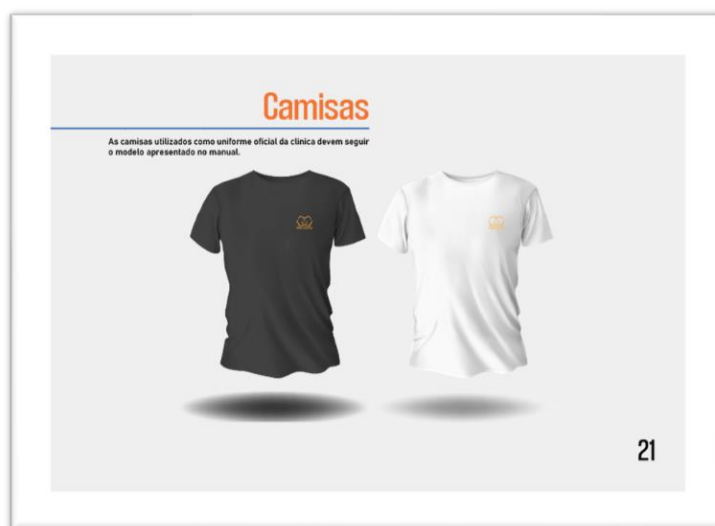 Camisas
As camisas utilizados como uniforme oficial da clínica devem seguir
o modelo apresentado no manual.
21